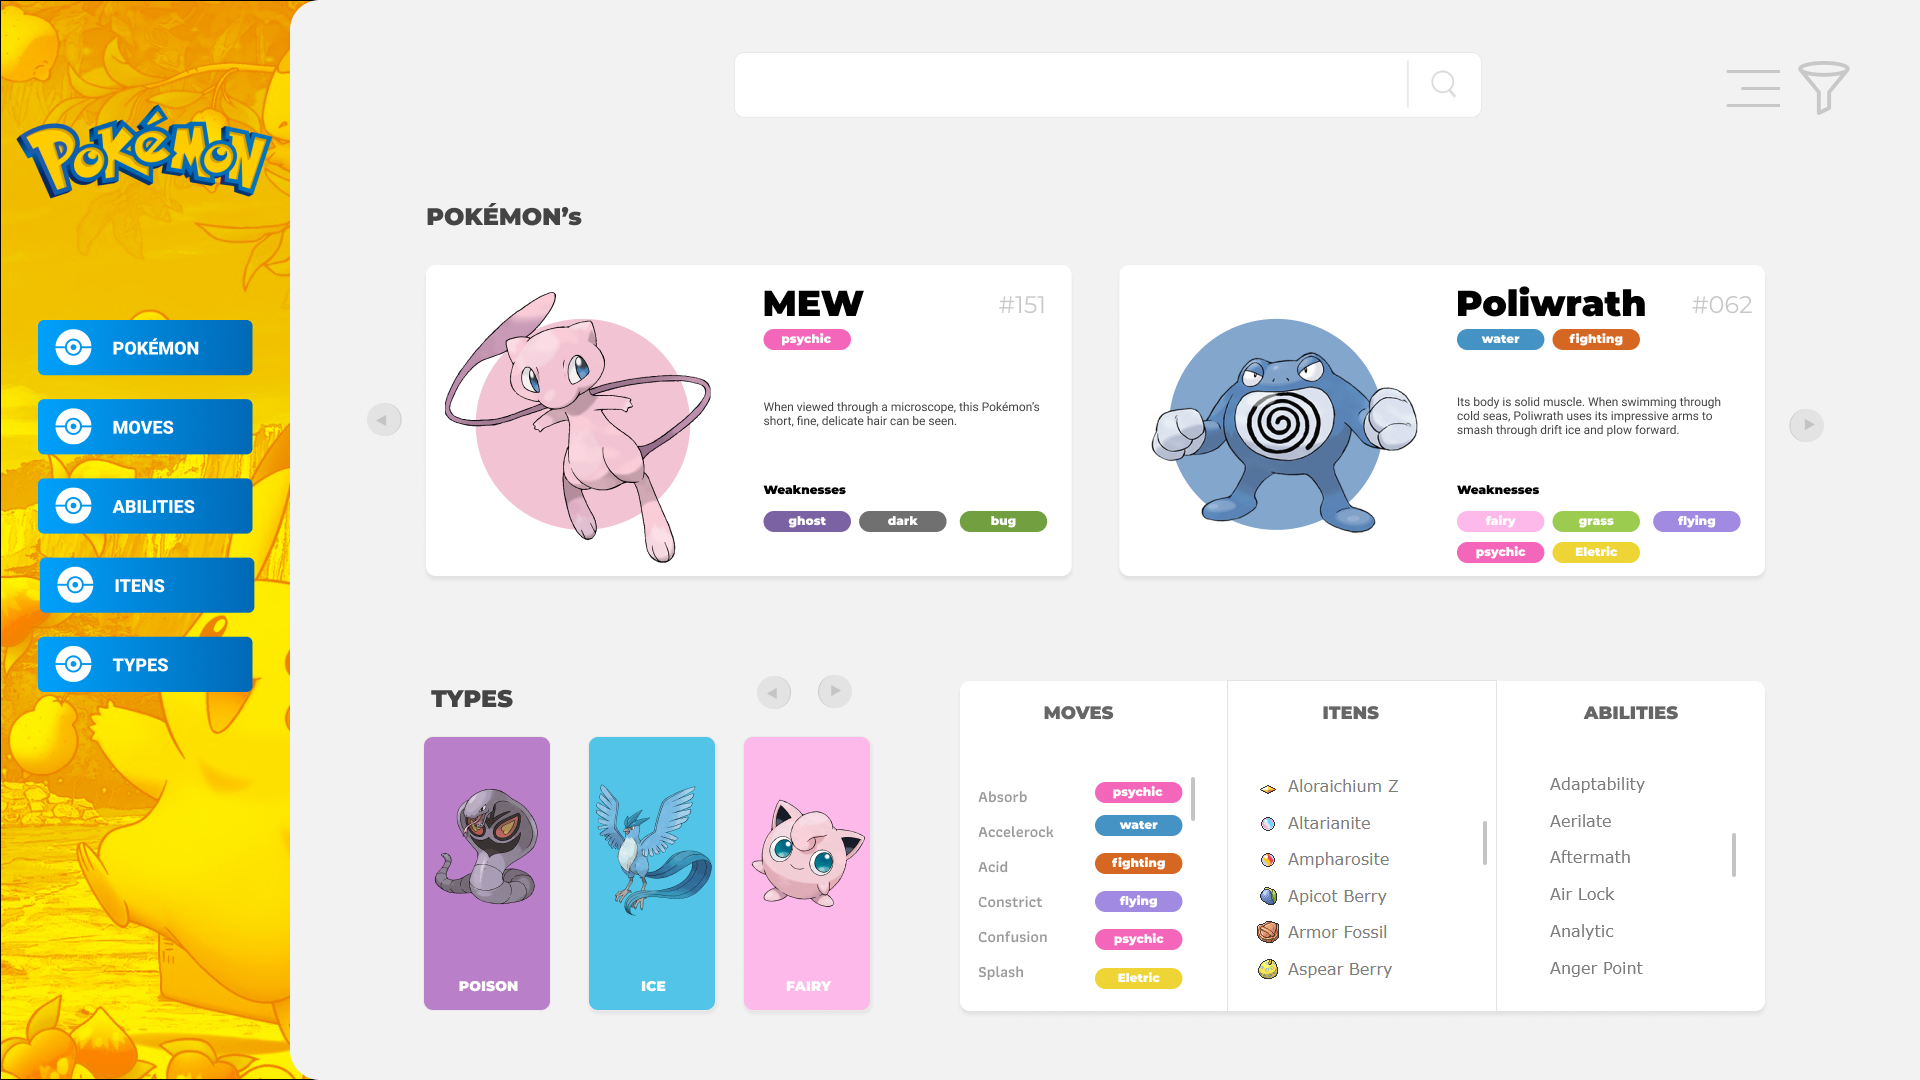 POKÉMON
POKÉMON
MOVES
ABILITIES
ITENS
TYPES
POKÉMON’s
MEW
#151
psychic
When viewed through a microscope, this Pokémon’s
short, fine, delicate hair can be seen.
Weaknesses
ghost dark bug
Poliwrath
#062
water fighting
Its body is solid muscle. When swimming through
cold seas, Poliwrath uses its impressive arms to
smash through drift ice and plow forward.
Weaknesses
fairy grass flying
psychic Eletric
TYPES
POISON
ICE
FAIRY
MOVES
Absorb psychic
Accelerock water
Acid fighting
Constrict flying
Confusion psychic
Splash Eletric
ITENS
Aloraichium Z
Altarianite
Ampharosite
Apicot Berry
Armor Fossil
Aspear Berry
ABILITIES
Adaptability
Aerilate
Aftermath
Air Lock
Analytic
Anger Point